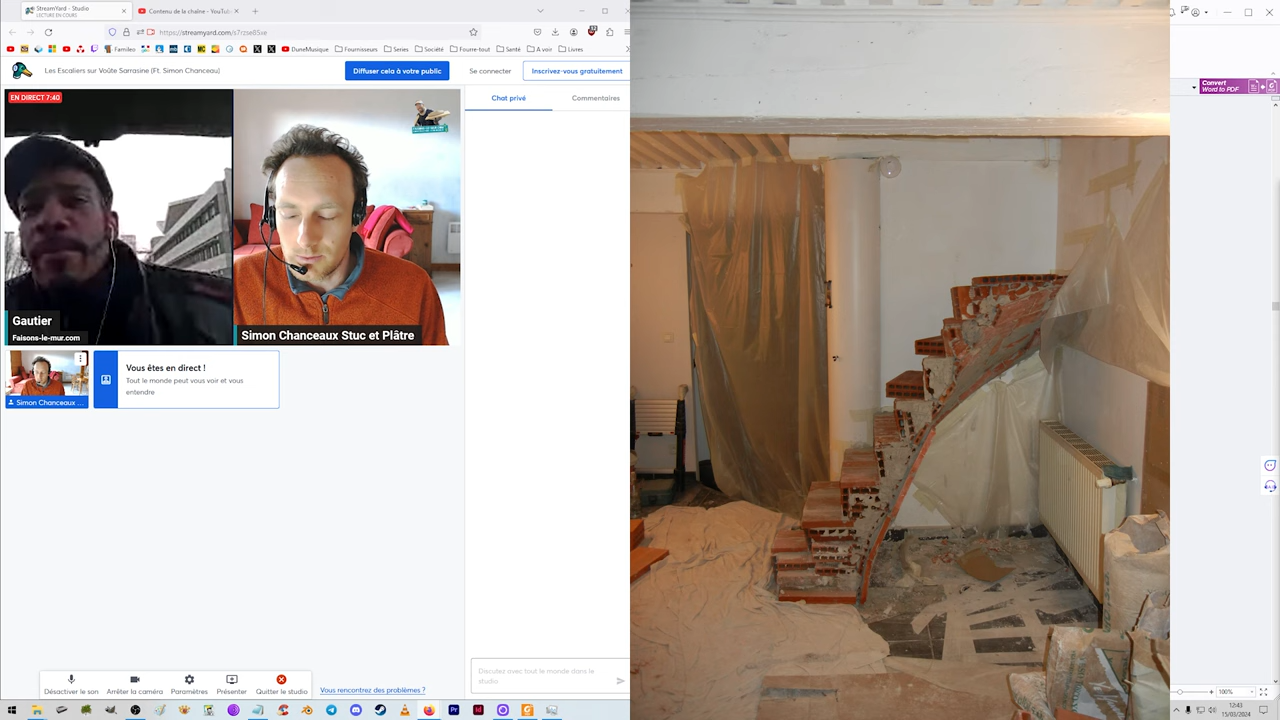 StreamYard - Studio
LECTURE EN COURS
Contenu de la chaîne - YouTub
https://streamyard.com/s7rzse85xe
Famileo
DuneMusique
Fournisseurs
Series
Société
Fourre-tout
Santé
A voir
Livres
Les Escaliers sur Voûte Sarrasine (Ft. Simon Chanceau)
Diffuser cela à votre public
Se connecter
Inscrivez-vous gratuitement
EN DIRECT 7:40
Chat privé
Commentaires
Gautier
Faisons-le-mur.com
Simon Chanceaux Stuc et Plâtre
Simon Chanceaux ...
Vous êtes en direct !
Tout le monde peut vous voir et vous
entendre
Discutez avec tout le monde dans le
studio
Désactiver le son
Arrêter la caméra
Paramètres
Présenter
Quitter le studio
Vous rencontrez des problèmes ?
Convert
Word to PDF
100%
12:43
15/03/2024